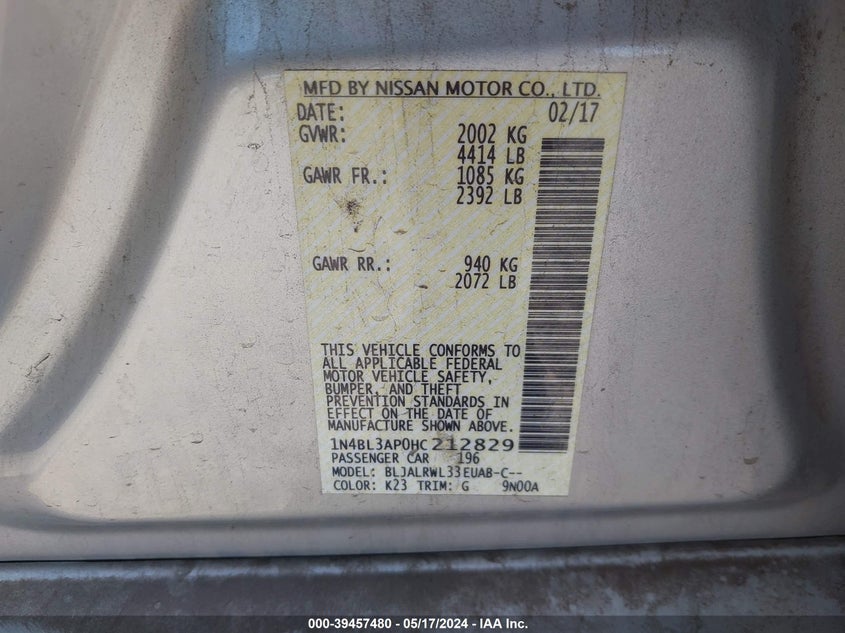 MFD BY NISSAN MOTOR CO., LTD.
DATE: 02/17
GVWR: 2002 KG
4414 LB
GAWR FR.: 1085 KG
2392 LB
GAWR RR.: 940 KG
2072 LB
THIS VEHICLE CONFORMS TO
ALL APPLICABLE FEDERAL
MOTOR VEHICLE SAFETY,
BUMPER, AND THEFT
PREVENTION STANDARDS IN
EFFECT ON THE DATE OF
MANUFACTURE SHOWN ABOVE.
1N4BL3AP0HC212829
PASSENGER CAR 196
MODEL: BLJALRWL33EUAB-C--
COLOR: K23 TRIM: G 9N00A
000-39457480 - 05/17/2024 - IAA Inc.